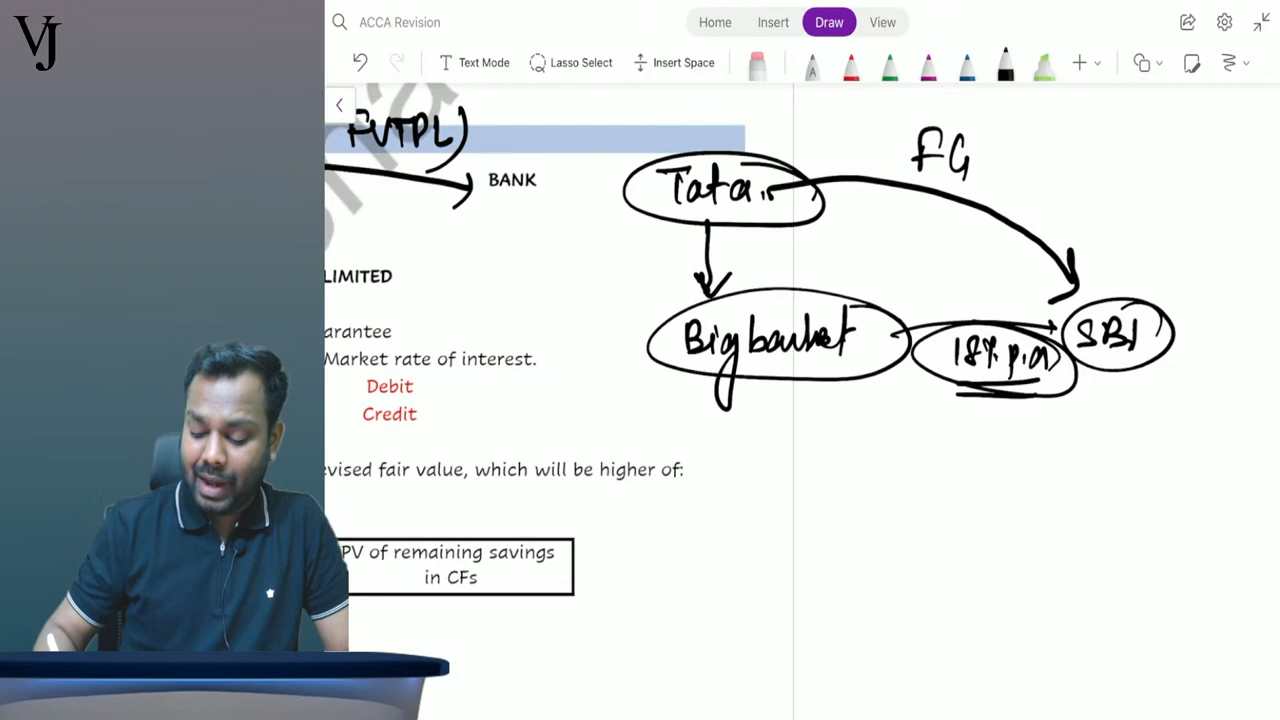 VJ
ACCA Revision
Home Insert Draw View
Text Mode Lasso Select Insert Space
FVTPL)
BANK
Tata
FG
LIMITED
arantee
Market rate of interest.
Debit
Credit
Bigbasket
18% p.a
SBI
evised fair value, which will be higher of:
PV of remaining savings
in CFs